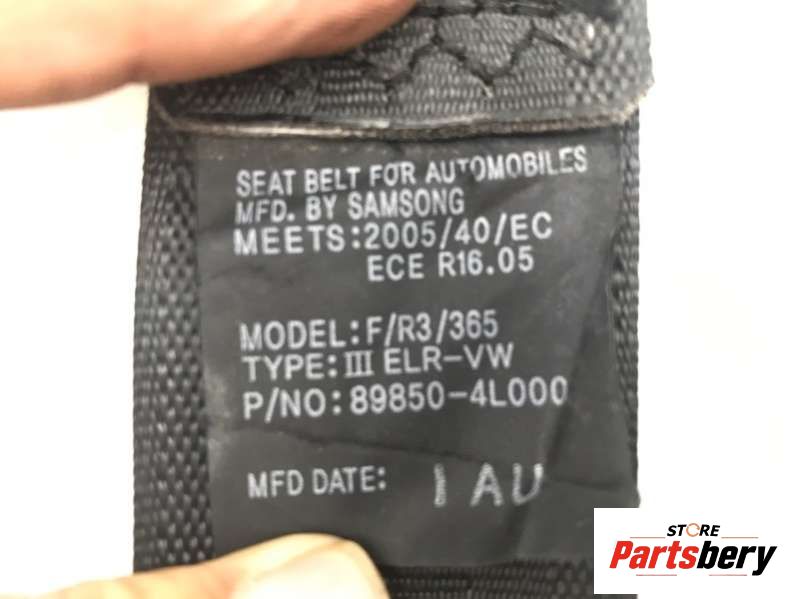 SEAT BELT FOR AUTOMOBILES
MFD. BY SAMSONG
MEETS:2005/40/EC
ECE R16.05
MODEL:F/R3/365
TYPE:III ELR-VW
P/NO:89850-4L000
MFD DATE: 1 AU
STORE
Partsbery